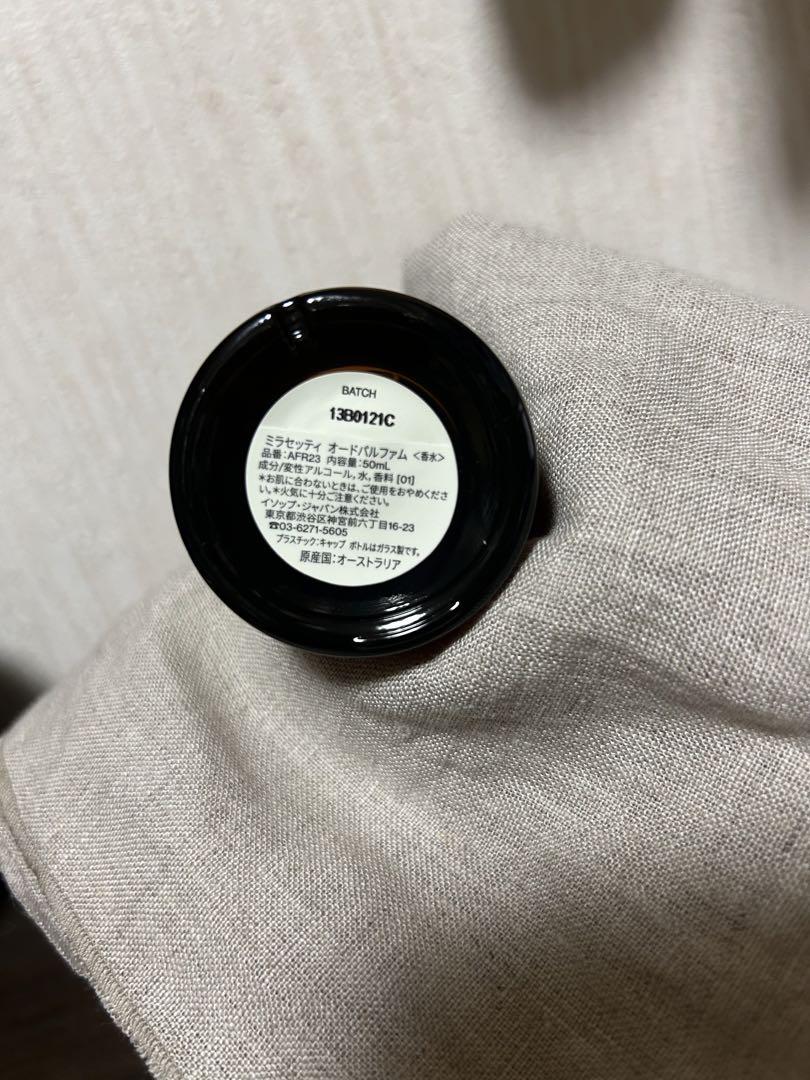 BATCH
13B0121C
ミラセッティ オードパルファム <香水>
品番:AFR23 内容量:50mL
成分/変性アルコール,水,香料 [01]
*お肌に合わないときは、ご使用をおやめくださ
い。*火気に十分ご注意ください。
イソップ・ジャパン株式会社
東京都渋谷区神宮前六丁目16-23
☎03-6271-5605
プラスチック:キャップ ボトルはガラス製です。
原産国:オーストラリア